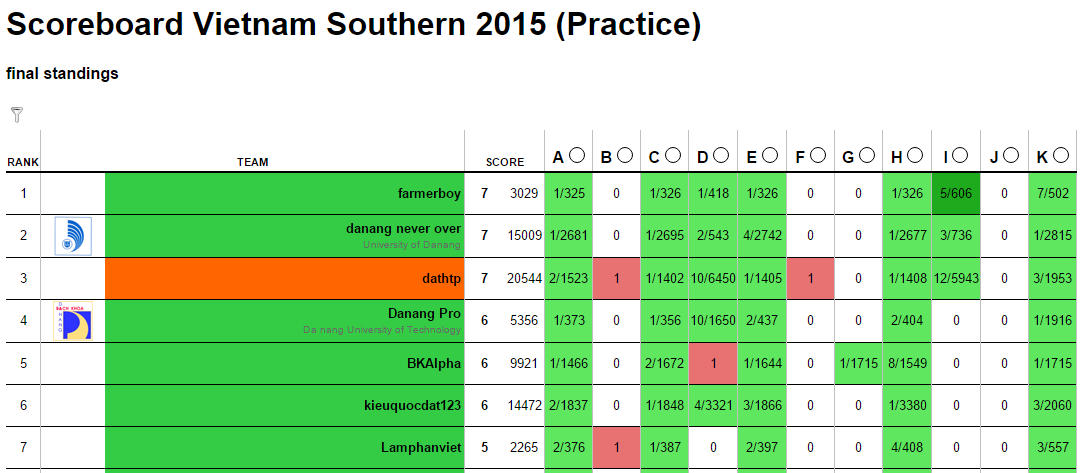 Scoreboard Vietnam Southern 2015 (Practice)
final standings
RANK TEAM SCORE A B C D E F G H I J K
1 farmerboy 7 3029 1/325 0 1/326 1/418 1/326 0 0 1/326 5/606 0 7/502
2 danang never over 7 15009 1/2681 0 1/2695 2/543 4/2742 0 0 1/2677 3/736 0 1/2815
University of Danang
3 dathtp 7 20544 2/1523 1 1/1402 10/6450 1/1405 1 0 1/1408 12/5943 0 3/1953
BACH KHOA
DANANG
4 Danang Pro 6 5356 1/373 0 1/356 10/1650 2/437 0 0 2/404 0 0 1/1916
Da nang University of Technology
5 BKAlpha 6 9921 1/1466 0 2/1672 1 1/1644 0 1/1715 8/1549 0 0 1/1715
6 kieuquocdat123 6 14472 2/1837 0 1/1848 4/3321 3/1866 0 0 1/3380 0 0 3/2060
7 Lamphanviet 5 2265 2/376 1 1/387 0 2/397 0 0 4/408 0 0 3/557